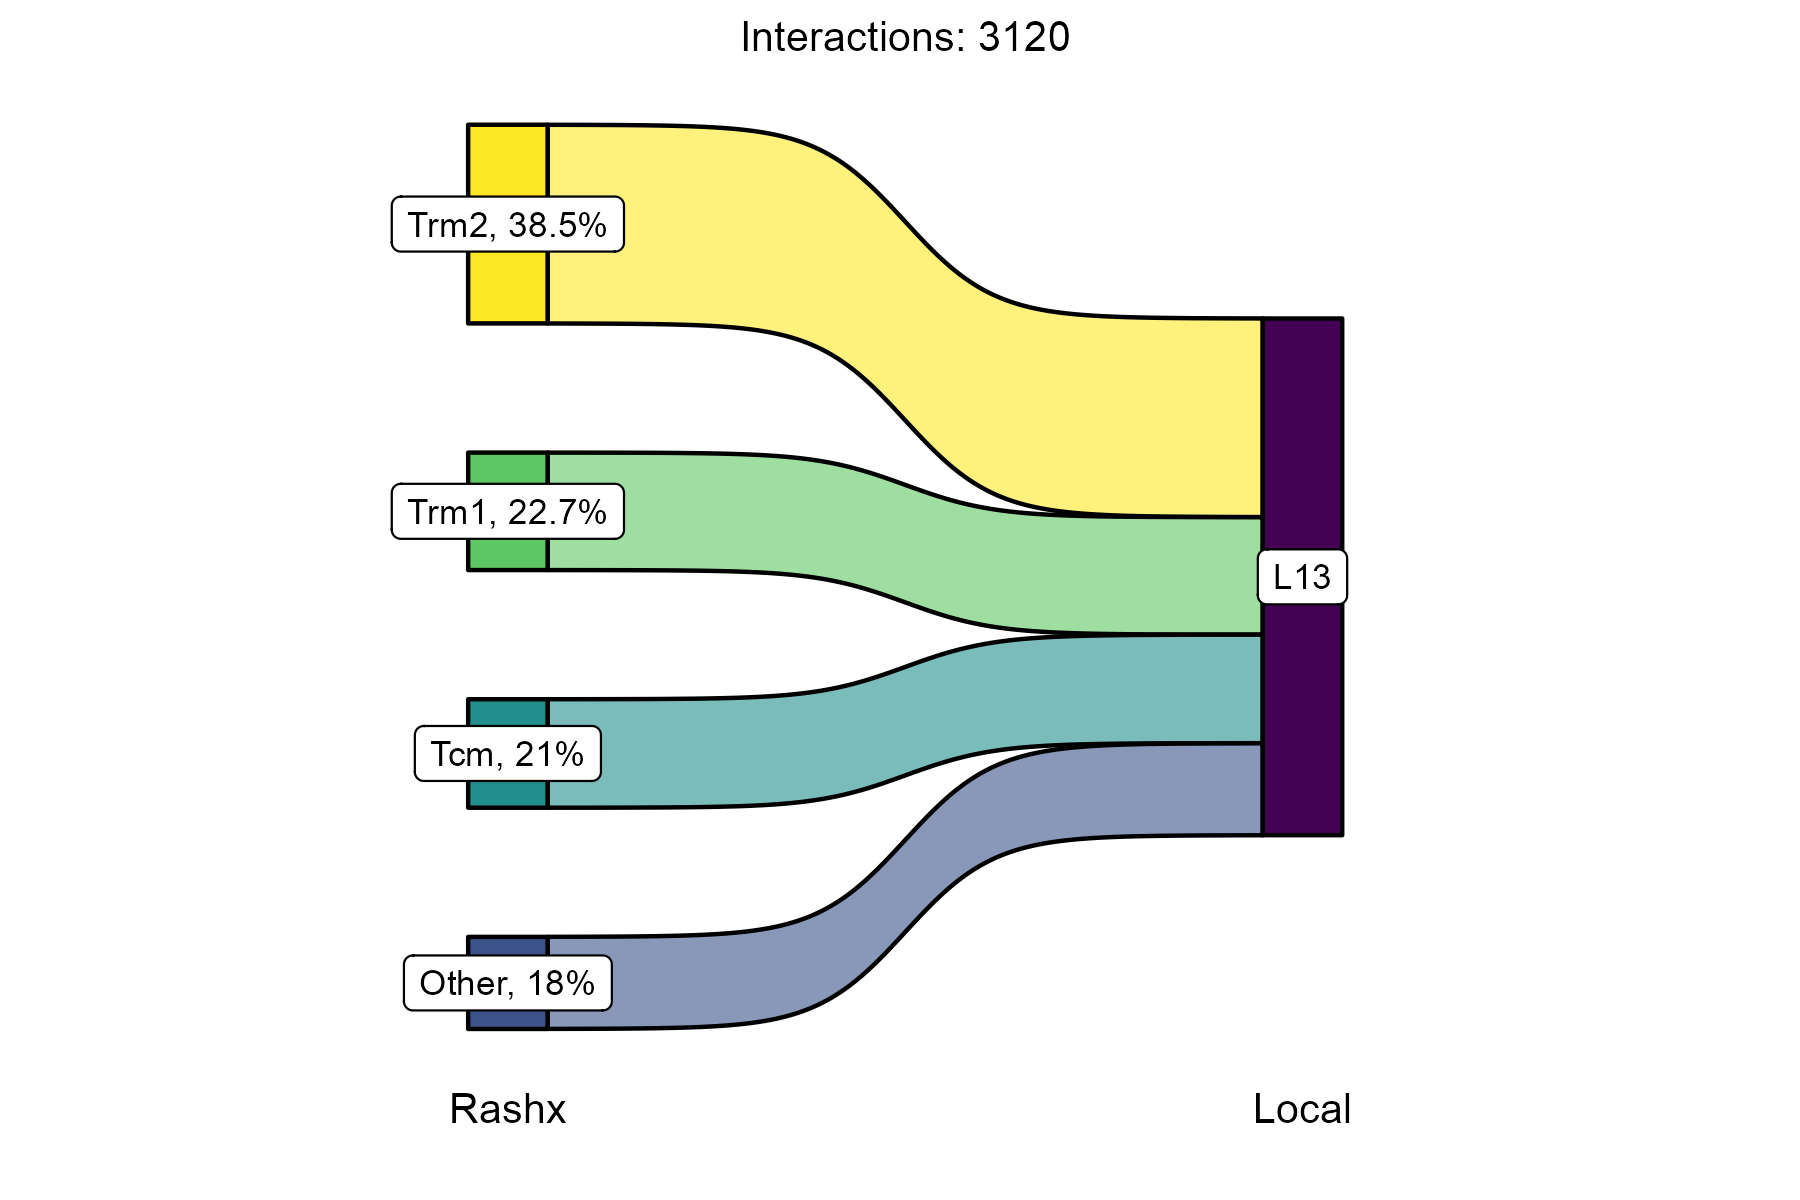 Interactions: 3120
Trm2, 38.5%
Trm1, 22.7%
L13
Tcm, 21%
Other, 18%
Rashx
Local